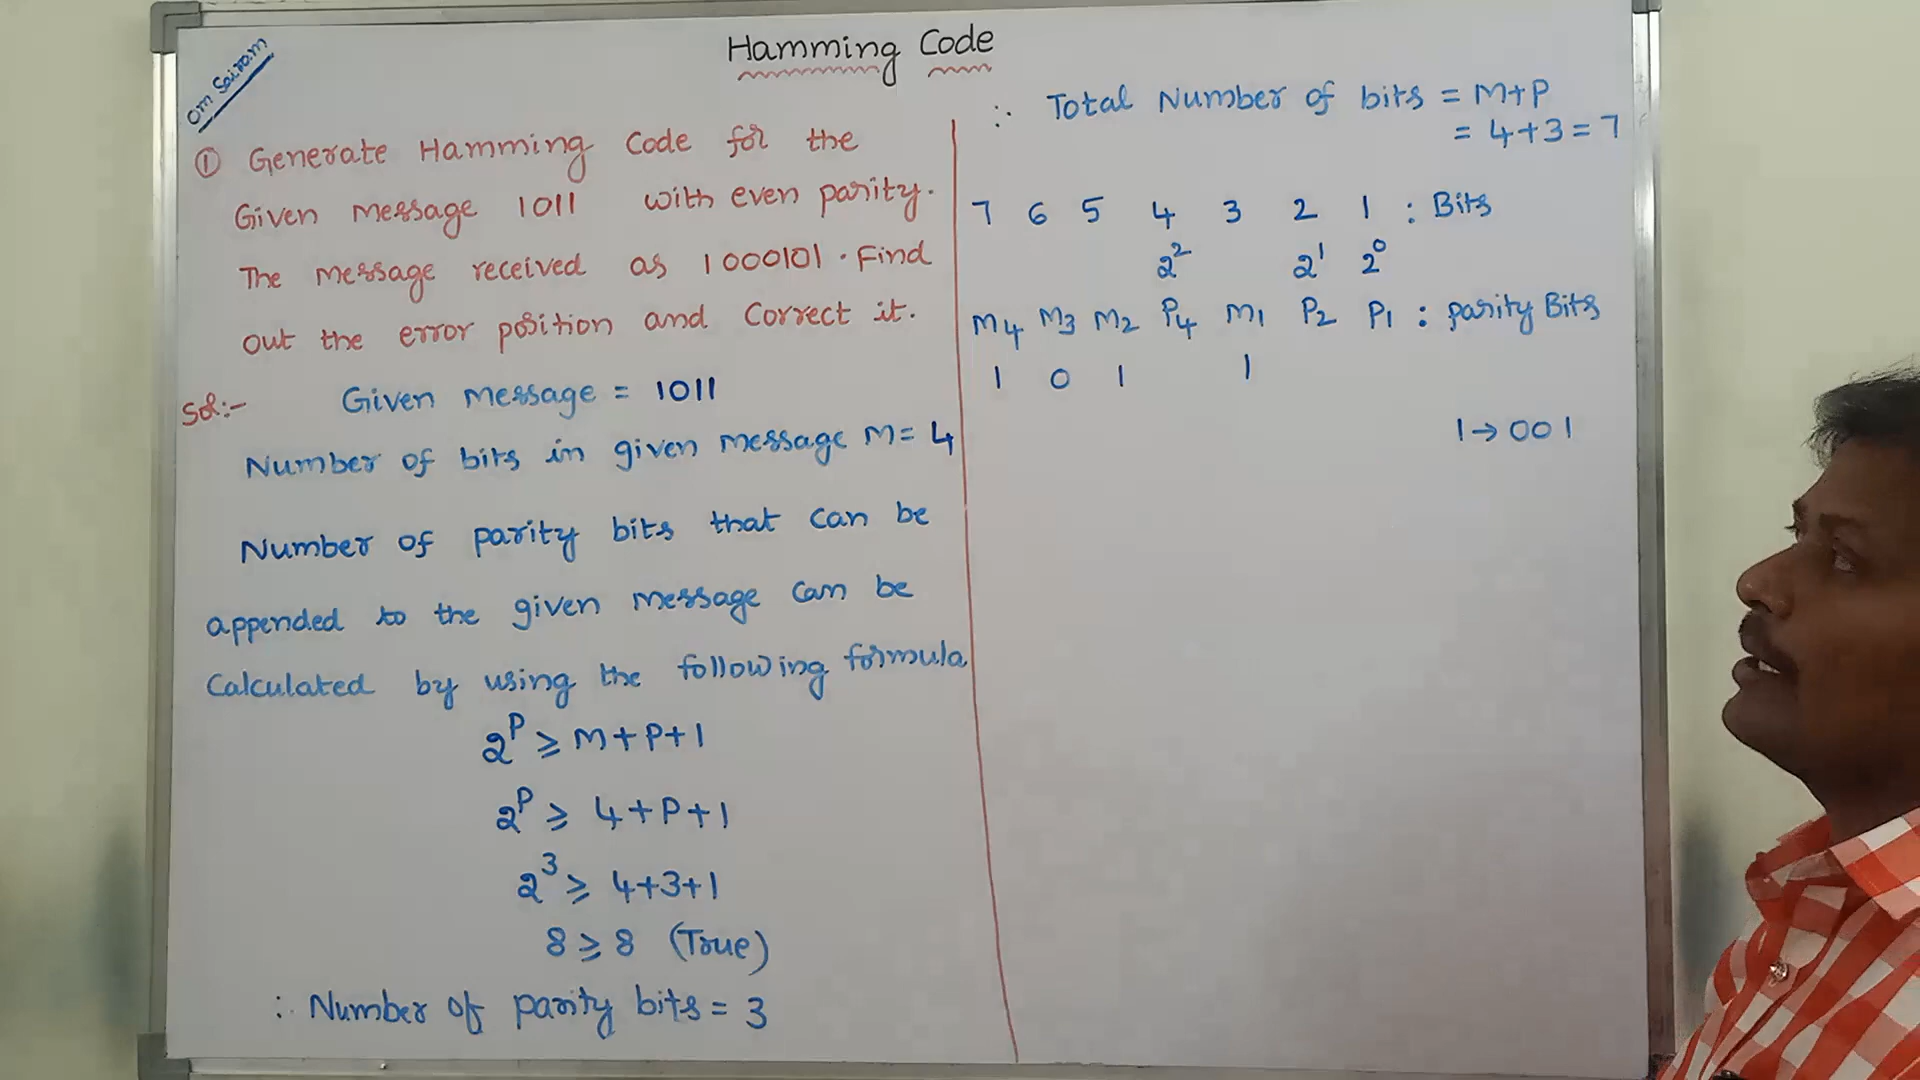 Hamming Code
Om Sairam
① Generate Hamming Code for the
Given message 1011 with even parity.
The message received as 1000101. Find
out the error position and correct it.
Sol:- Given message = 1011
Number of bits in given message M = 4
Number of parity bits that can be
appended to the given message can be
calculated by using the following formula
2^P ≥ M+P+1
2^P ≥ 4+P+1
2^3 ≥ 4+3+1
8 ≥ 8 (True)
∴ Number of parity bits = 3
∴ Total Number of bits = M+P
= 4+3 = 7
7 6 5 4 3 2 1 : Bits
2^2 2^1 2^0
M4 M3 M2 P4 M1 P2 P1 : parity Bits
1 0 1 1
1 → 001